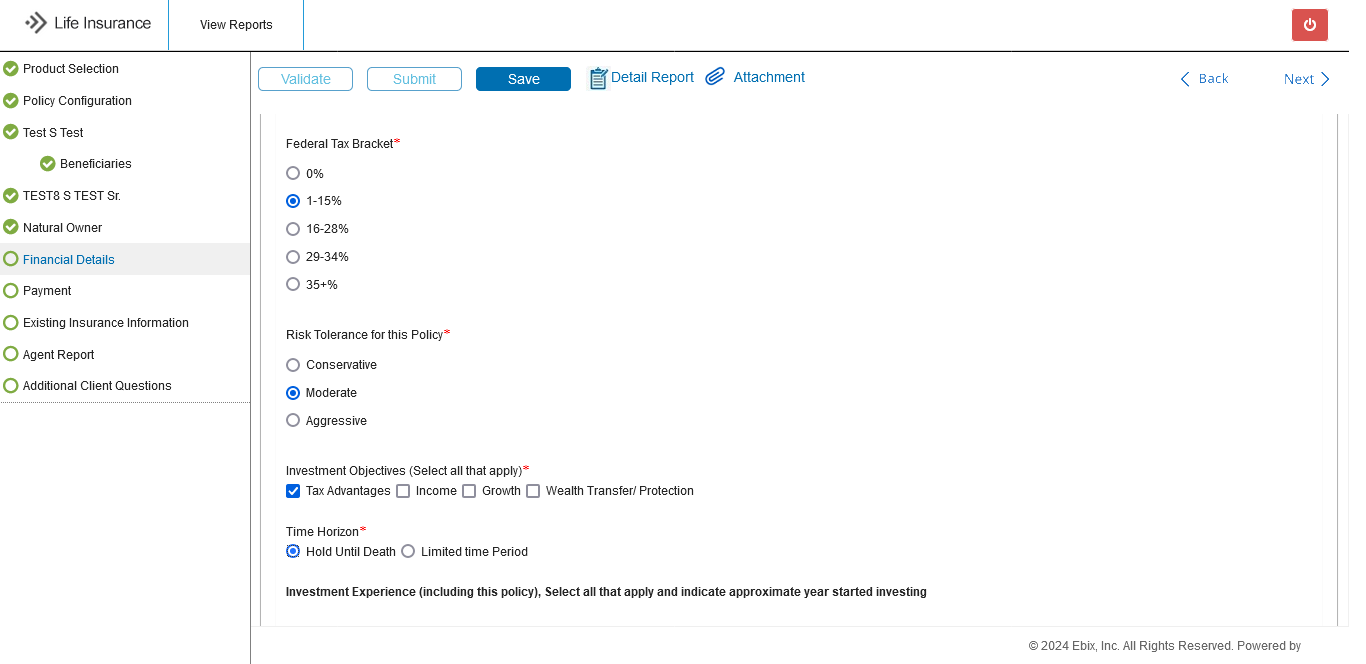 Life Insurance
View Reports
Product Selection
Policy Configuration
Test S Test
Beneficiaries
TEST8 S TEST Sr.
Natural Owner
Financial Details
Payment
Existing Insurance Information
Agent Report
Additional Client Questions
Validate Submit Save Detail Report Attachment Back Next
Federal Tax Bracket*
0%
1-15%
16-28%
29-34%
35+%
Risk Tolerance for this Policy*
Conservative
Moderate
Aggressive
Investment Objectives (Select all that apply)*
Tax Advantages Income Growth Wealth Transfer/ Protection
Time Horizon*
Hold Until Death Limited time Period
Investment Experience (including this policy), Select all that apply and indicate approximate year started investing
© 2024 Ebix, Inc. All Rights Reserved. Powered by